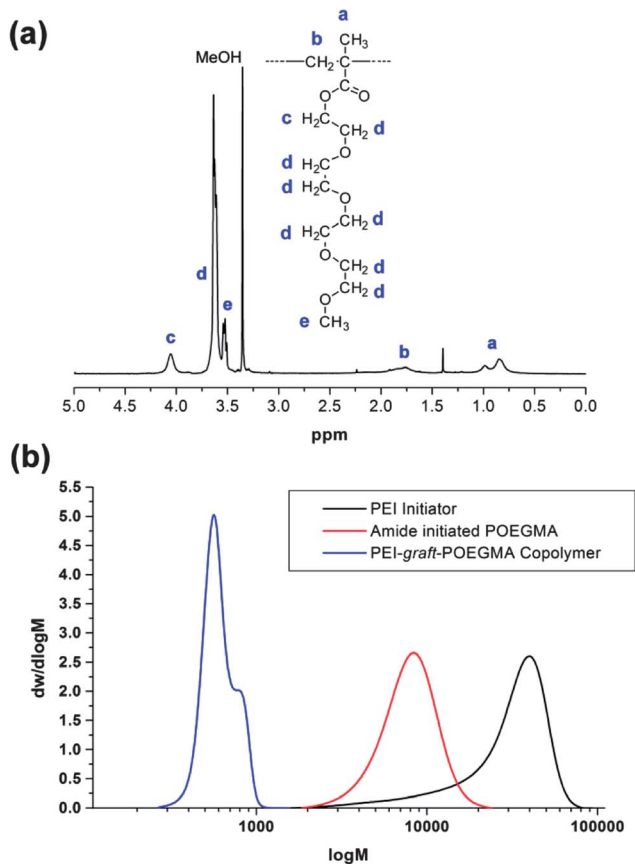 (a)
a
b CH₃
MeOH
CH₂ C
O O
c H₂C CH₂ d
O
d H₂C
d H₂C
O
CH₂ d
d H₂C
O
CH₂ d
CH₂ d
O
e CH₃
d
e
c
b
a
5.0 4.5 4.0 3.5 3.0 2.5 2.0 1.5 1.0 0.5 0.0
ppm
(b)
5.5
5.0
4.5
4.0
3.5
3.0
2.5
2.0
1.5
1.0
0.5
0.0
dw/dlogM
PEI Initiator
Amide initiated POEGMA
PEI-graft-POEGMA Copolymer
1000 10000 100000
logM